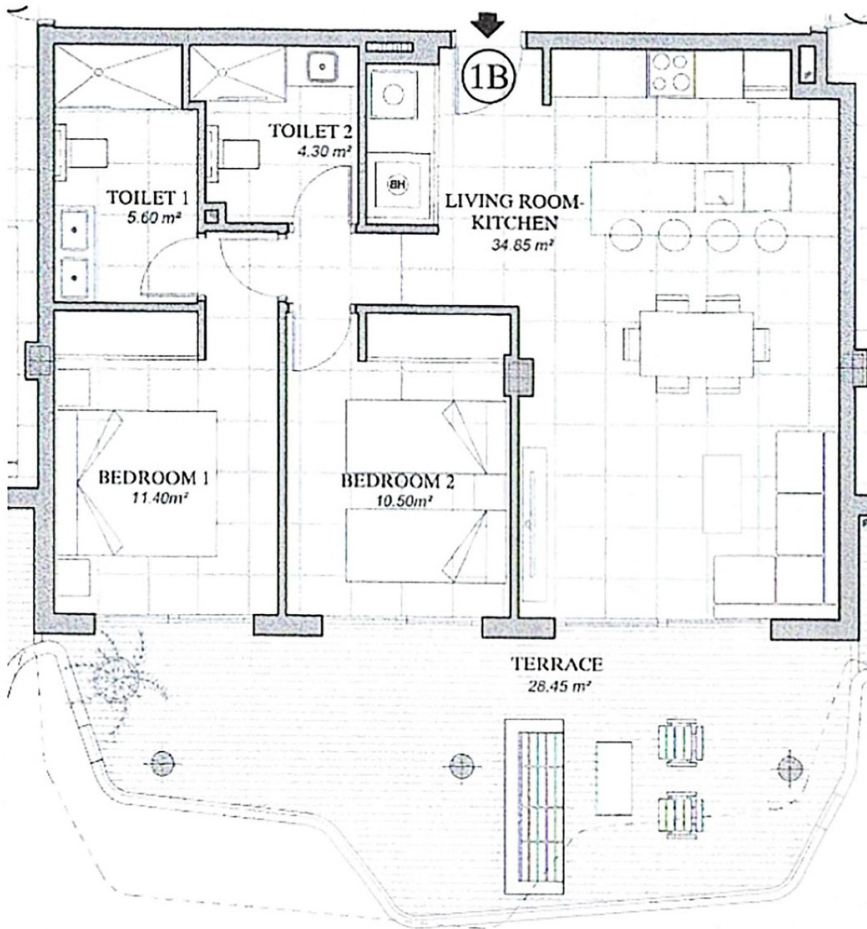 1B
TOILET 2
4.30 m²
TOILET 1
5.60 m²
BH
LIVING ROOM-
KITCHEN
34.85 m²
BEDROOM 1
11.40m²
BEDROOM 2
10.50m²
TERRACE
28.45 m²